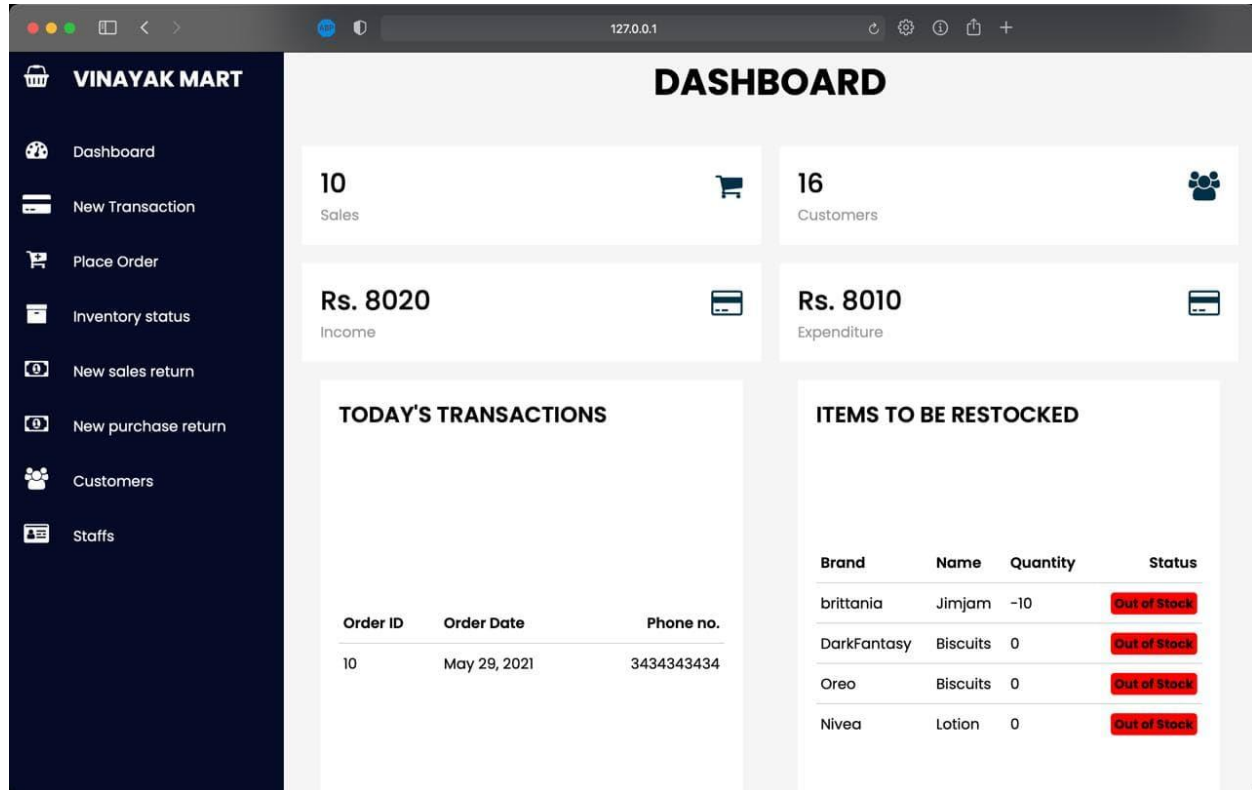 127.0.0.1
VINAYAK MART
Dashboard
New Transaction
Place Order
Inventory status
New sales return
New purchase return
Customers
Staffs
DASHBOARD
10
Sales
16
Customers
Rs. 8020
Income
Rs. 8010
Expenditure
TODAY'S TRANSACTIONS
Order ID Order Date Phone no.
10 May 29, 2021 3434343434
ITEMS TO BE RESTOCKED
Brand Name Quantity Status
brittania Jimjam -10 Out of Stock
DarkFantasy Biscuits 0 Out of Stock
Oreo Biscuits 0 Out of Stock
Nivea Lotion 0 Out of Stock